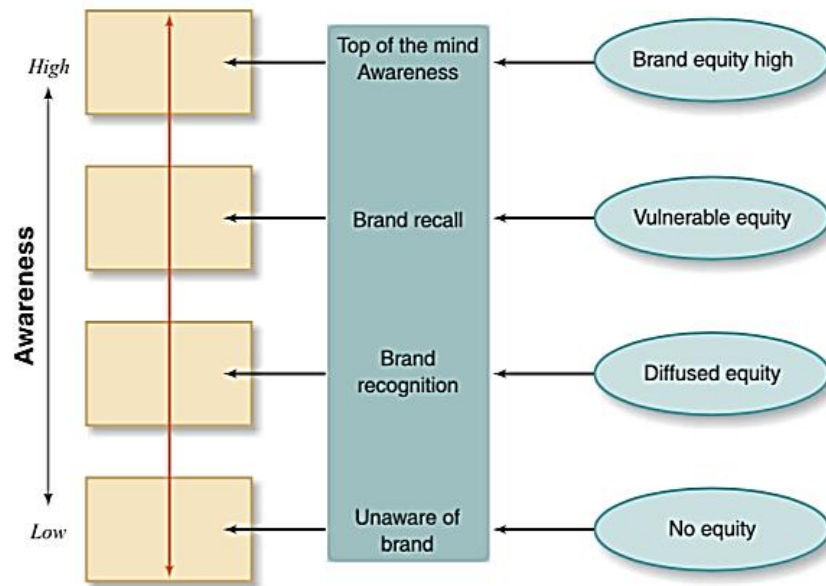 High
Awareness
Low
Top of the mind
Awareness
Brand recall
Brand
recognition
Unaware of
brand
Brand equity high
Vulnerable equity
Diffused equity
No equity